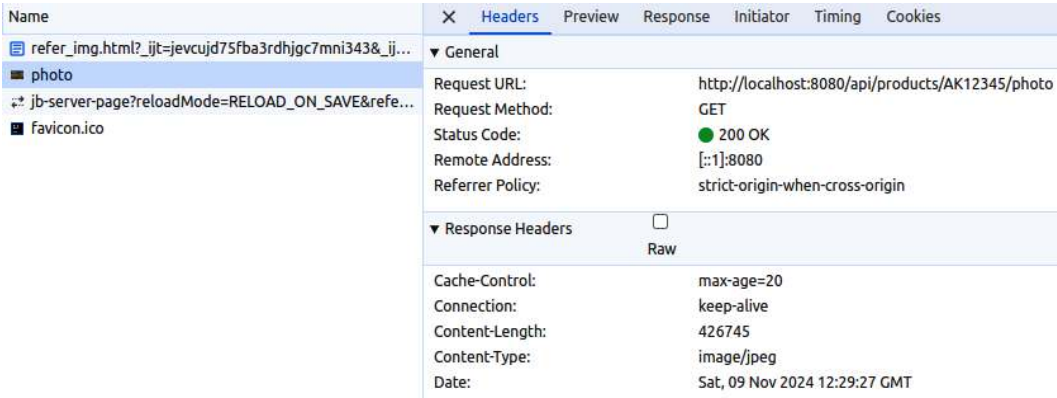 Name
refer_img.html?_ijt=jevcujd75fba3rdhjgc7mni343&_ij...
photo
jb-server-page?reloadMode=RELOAD_ON_SAVE&refe...
favicon.ico
Headers Preview Response Initiator Timing Cookies
General
Request URL: http://localhost:8080/api/products/AK12345/photo
Request Method: GET
Status Code: 200 OK
Remote Address: [::1]:8080
Referrer Policy: strict-origin-when-cross-origin
Response Headers
Raw
Cache-Control: max-age=20
Connection: keep-alive
Content-Length: 426745
Content-Type: image/jpeg
Date: Sat, 09 Nov 2024 12:29:27 GMT